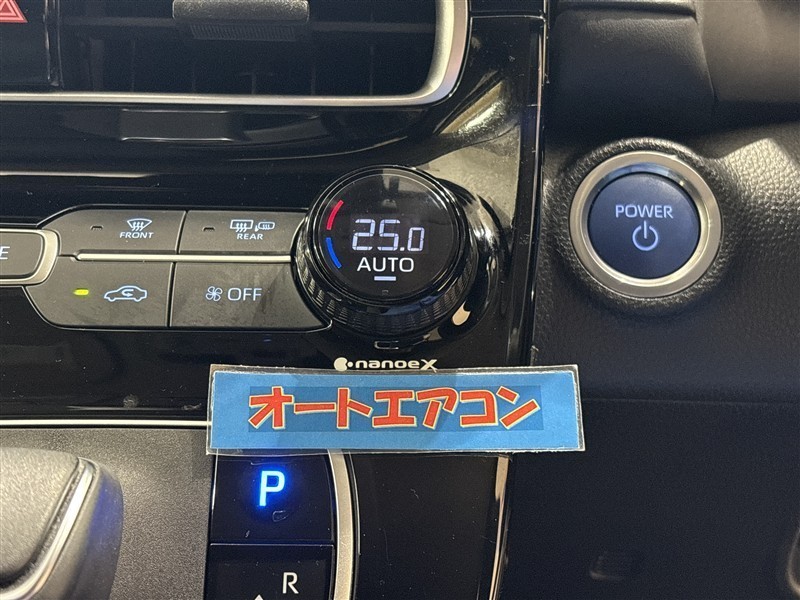 FRONT
REAR
25.0
AUTO
POWER
E
OFF
nanoeX
オートエアコン
P
R